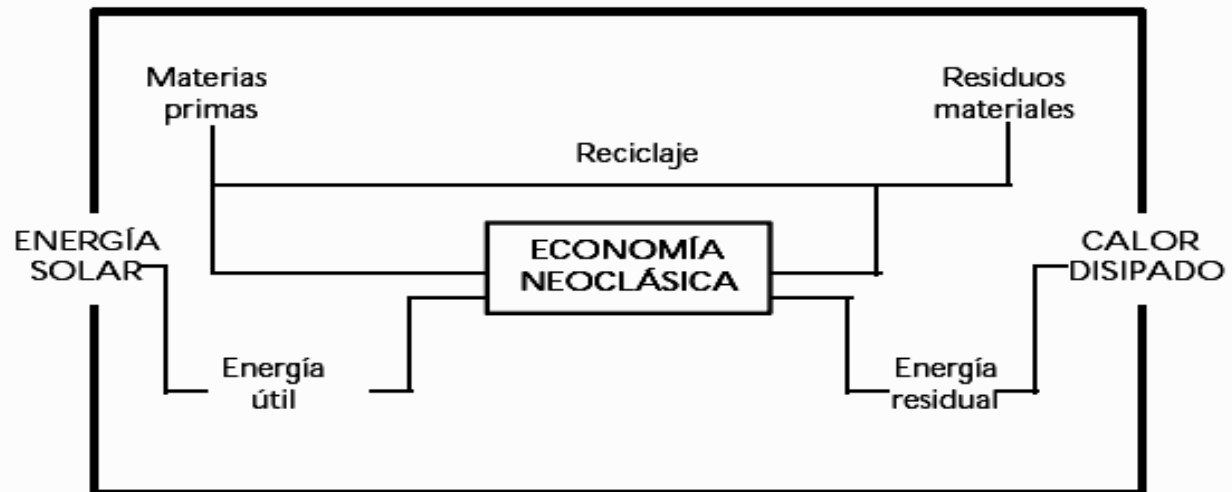 Materias
primas
Residuos
materiales
Reciclaje
ENERGÍA
SOLAR
ECONOMÍA
NEOCLÁSICA
CALOR
DISIPADO
Energía
útil
Energía
residual